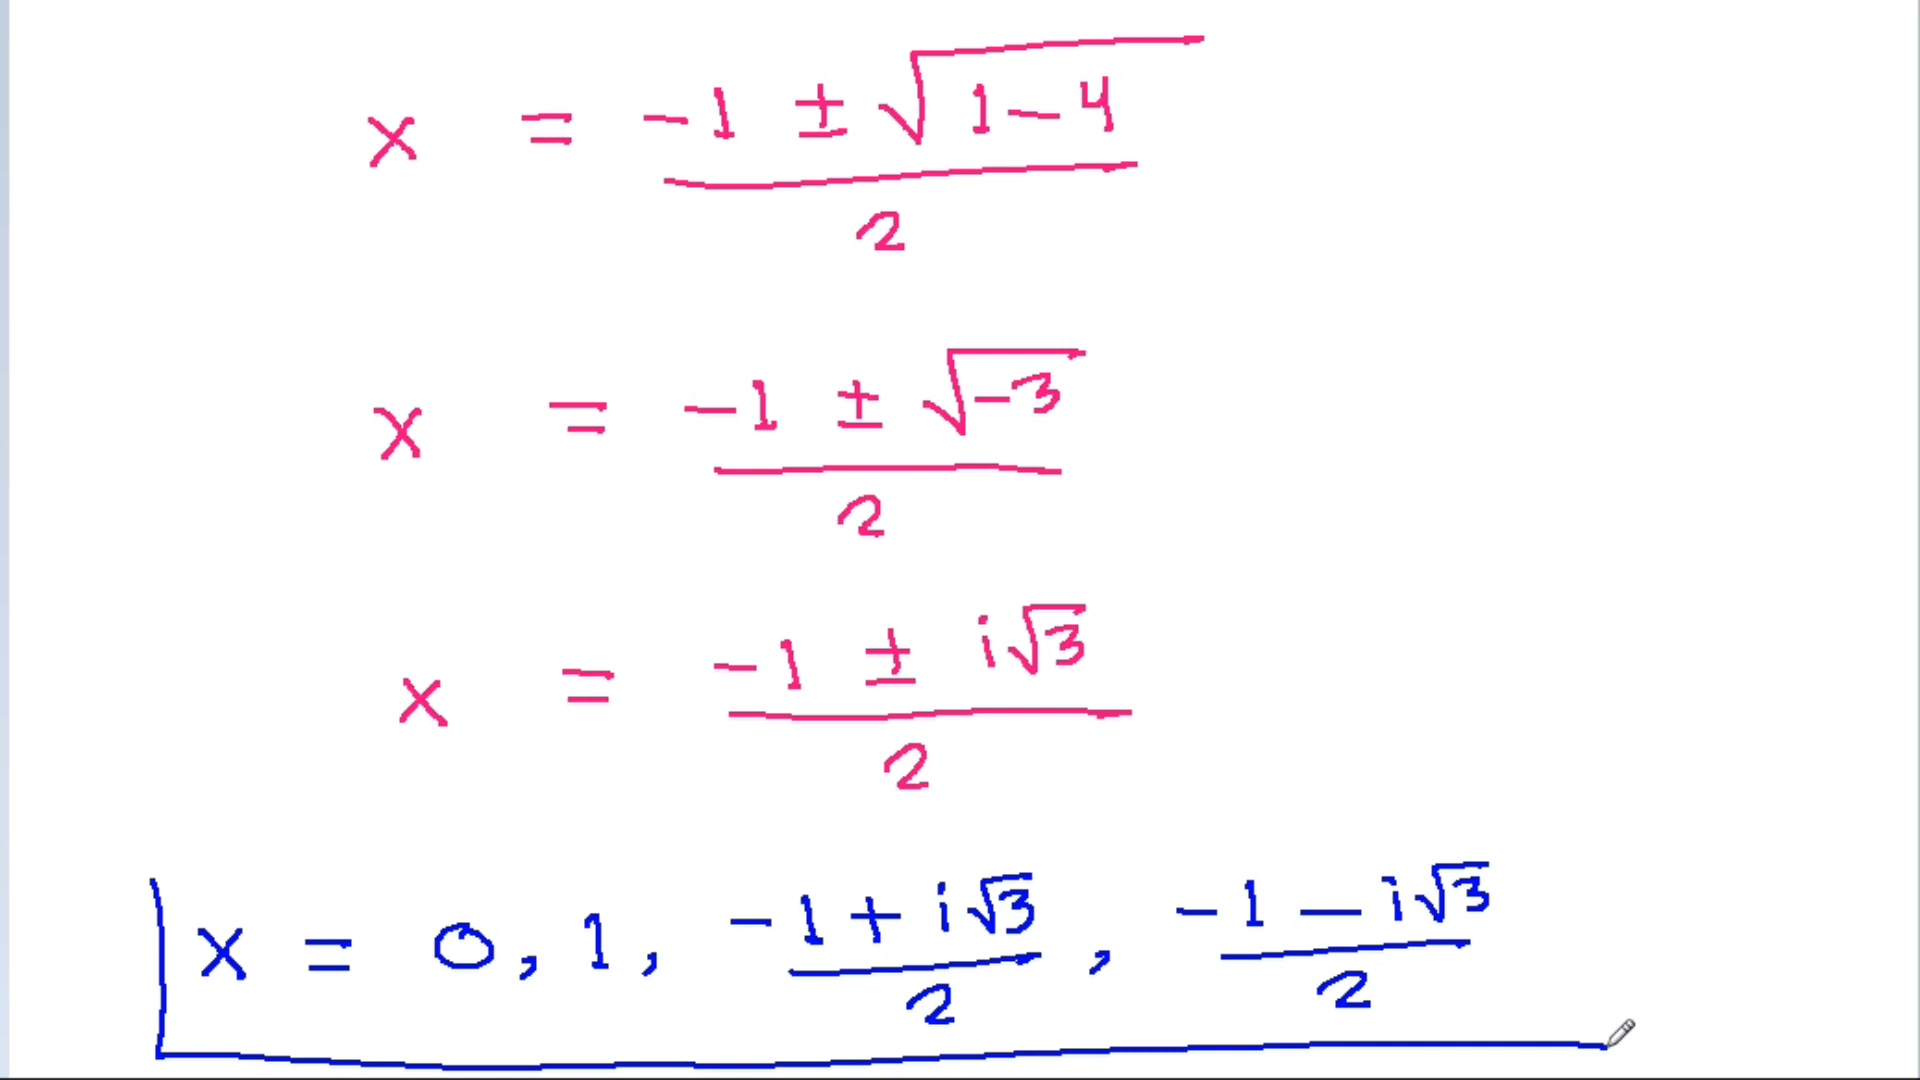 x = (-1 ± √(1-4))/2
x = (-1 ± √-3)/2
x = (-1 ± i√3)/2
x = 0, 1, (-1 + i√3)/2, (-1 - i√3)/2